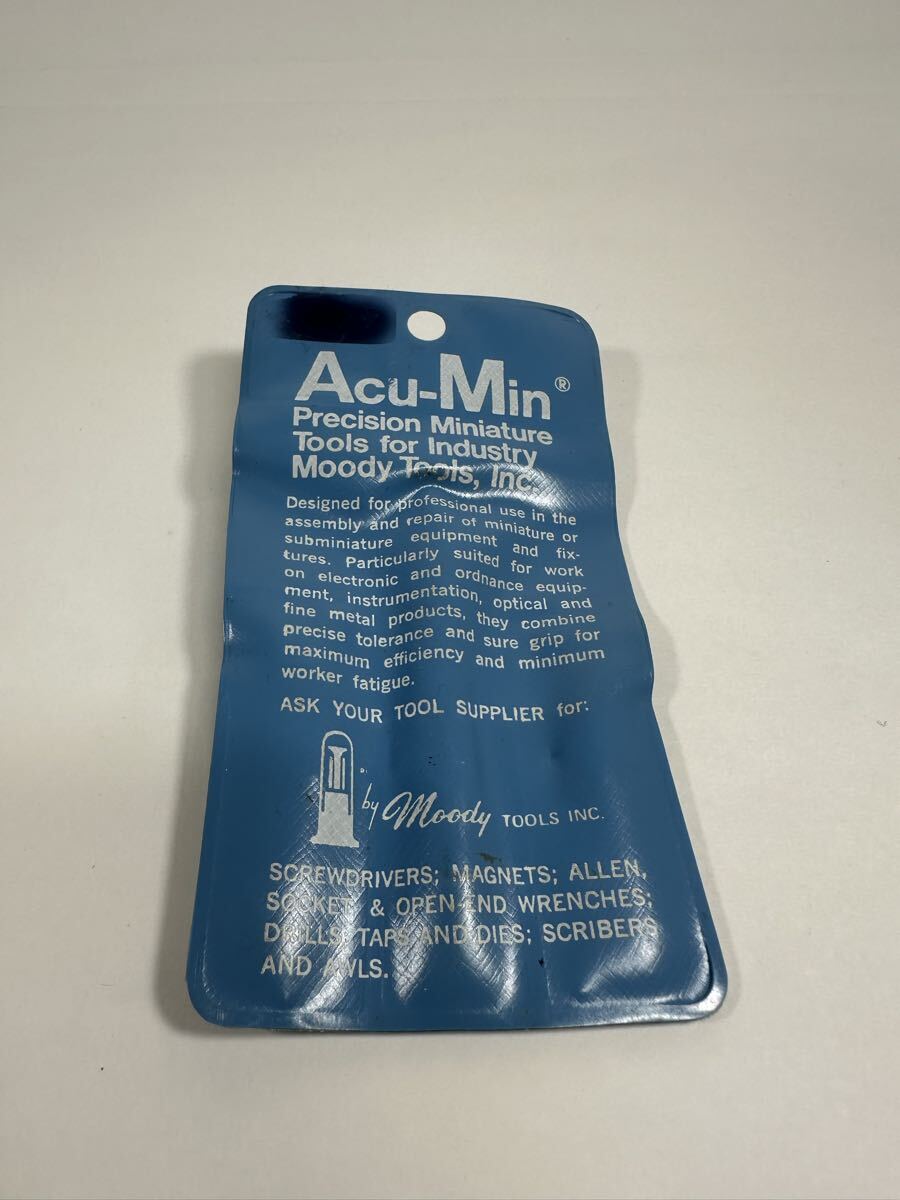 Acu-Min®
Precision Miniature
Tools for Industry
Moody Tools, Inc.
Designed for professional use in the
assembly and repair of miniature or
subminiature equipment and fix-
tures. Particularly suited for work
on electronic and ordnance equip-
ment, instrumentation, optical and
fine metal products, they combine
precise tolerance and sure grip for
maximum efficiency and minimum
worker fatigue.
ASK YOUR TOOL SUPPLIER for:
by Moody TOOLS INC.
SCREWDRIVERS; MAGNETS; ALLEN,
SOCKET & OPEN-END WRENCHES;
DRILLS, TAPS AND DIES; SCRIBERS
AND AWLS.